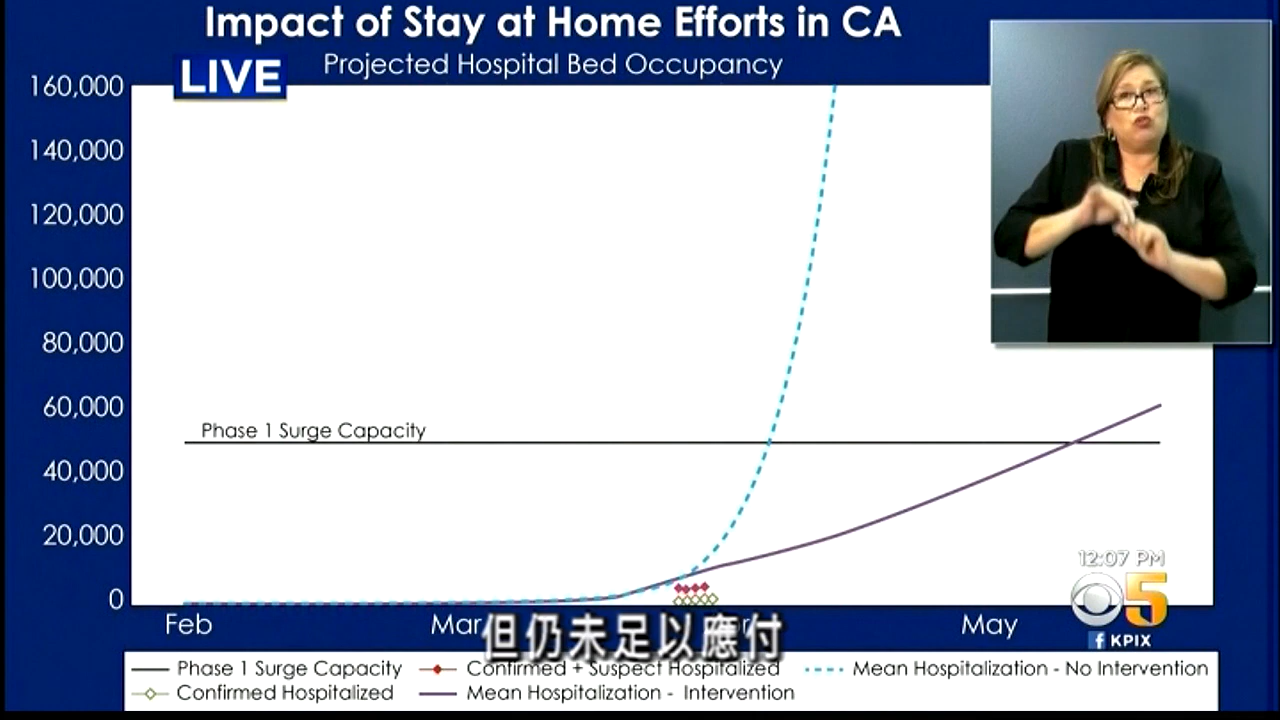 Impact of Stay at Home Efforts in CA
LIVE
Projected Hospital Bed Occupancy
160,000
140,000
120,000
100,000
80,000
60,000
Phase 1 Surge Capacity
40,000
20,000
0
12:07 PM
5
KPIX
Feb
Mar
May
但仍未足以應付
Phase 1 Surge Capacity
Confirmed + Suspect Hospitalized
Mean Hospitalization - No Intervention
Confirmed Hospitalized
Mean Hospitalization - Intervention